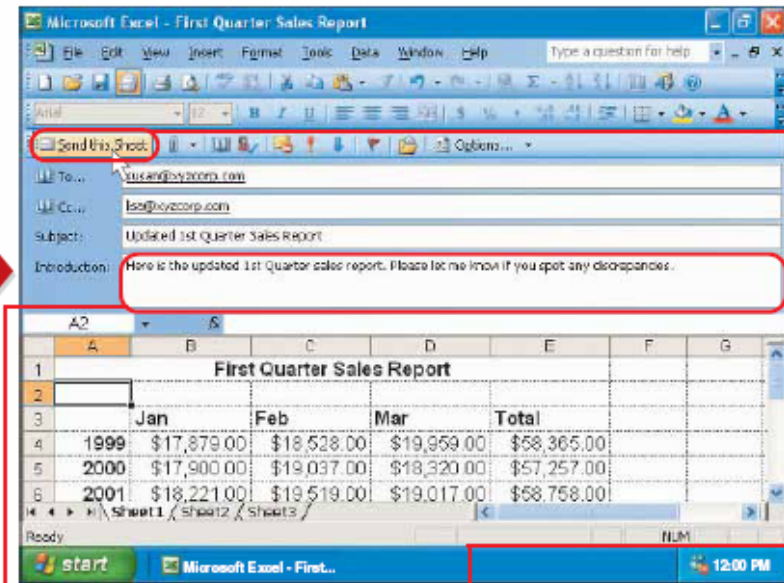 Microsoft Excel - First Quarter Sales Report
File Edit View Insert Format Tools Data Window Help Type a question for help
Arial 12 B I U $ %
Send this Sheet Options...
To... susan@xyzcorp.com
Cc... lisa@xyzcorp.com
Subject: Updated 1st Quarter Sales Report
Introduction: Here is the updated 1st Quarter sales report. Please let me know if you spot any discrepancies.
A2 fx
A B C D E F G
1 First Quarter Sales Report
2
3 Jan Feb Mar Total
4 1999 $17,879.00 $18,528.00 $19,959.00 $58,365.00
5 2000 $17,900.00 $19,037.00 $18,320.00 $57,257.00
6 2001 $18,221.00 $19,519.00 $19,017.00 $58,758.00
Sheet1 Sheet2 Sheet3
Ready NUM
start Microsoft Excel - First... 12:00 PM